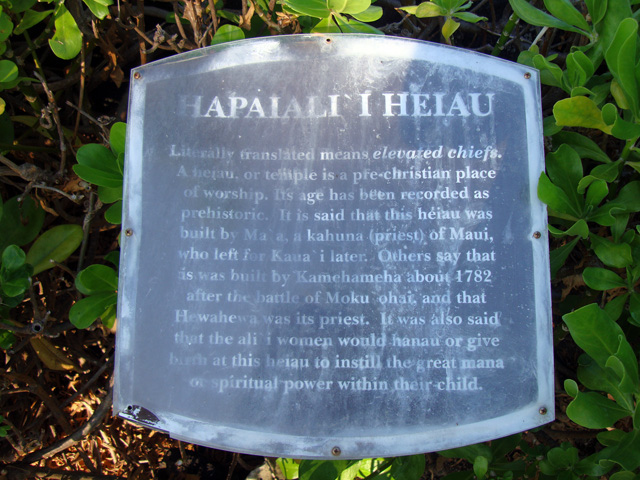 HAPAIALI`I HEIAU
Literally translated means elevated chiefs.
A heiau, or temple is a pre-christian place
of worship. Its age has been recorded as
prehistoric. It is said that this heiau was
built by Ma`a, a kahuna (priest) of Maui,
who left for Kaua`i later. Others say that
is was built by Kamehameha about 1782
after the battle of Moku`ohai, and that
Hewahewa was its priest. It was also said
that the ali`i women would hanau or give
birth at this heiau to instill the great mana
or spiritual power within their child.